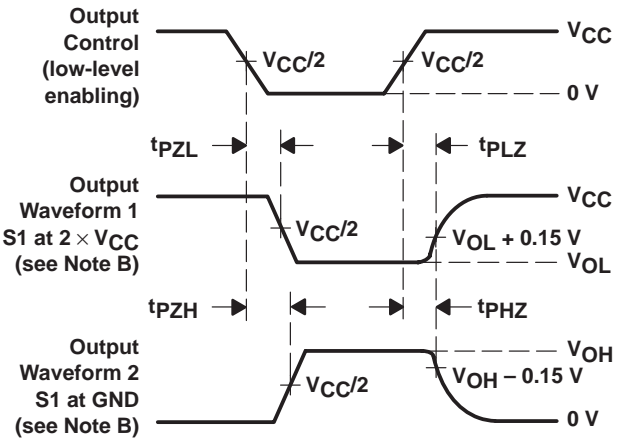 Output
Control
(low-level
enabling)
VCC
VCC/2
VCC/2
0 V
tPZL
tPLZ
Output
Waveform 1
S1 at 2 × VCC
(see Note B)
VCC
VCC/2
VOL + 0.15 V
VOL
tPZH
tPHZ
Output
Waveform 2
S1 at GND
(see Note B)
VOH
VCC/2
VOH – 0.15 V
0 V